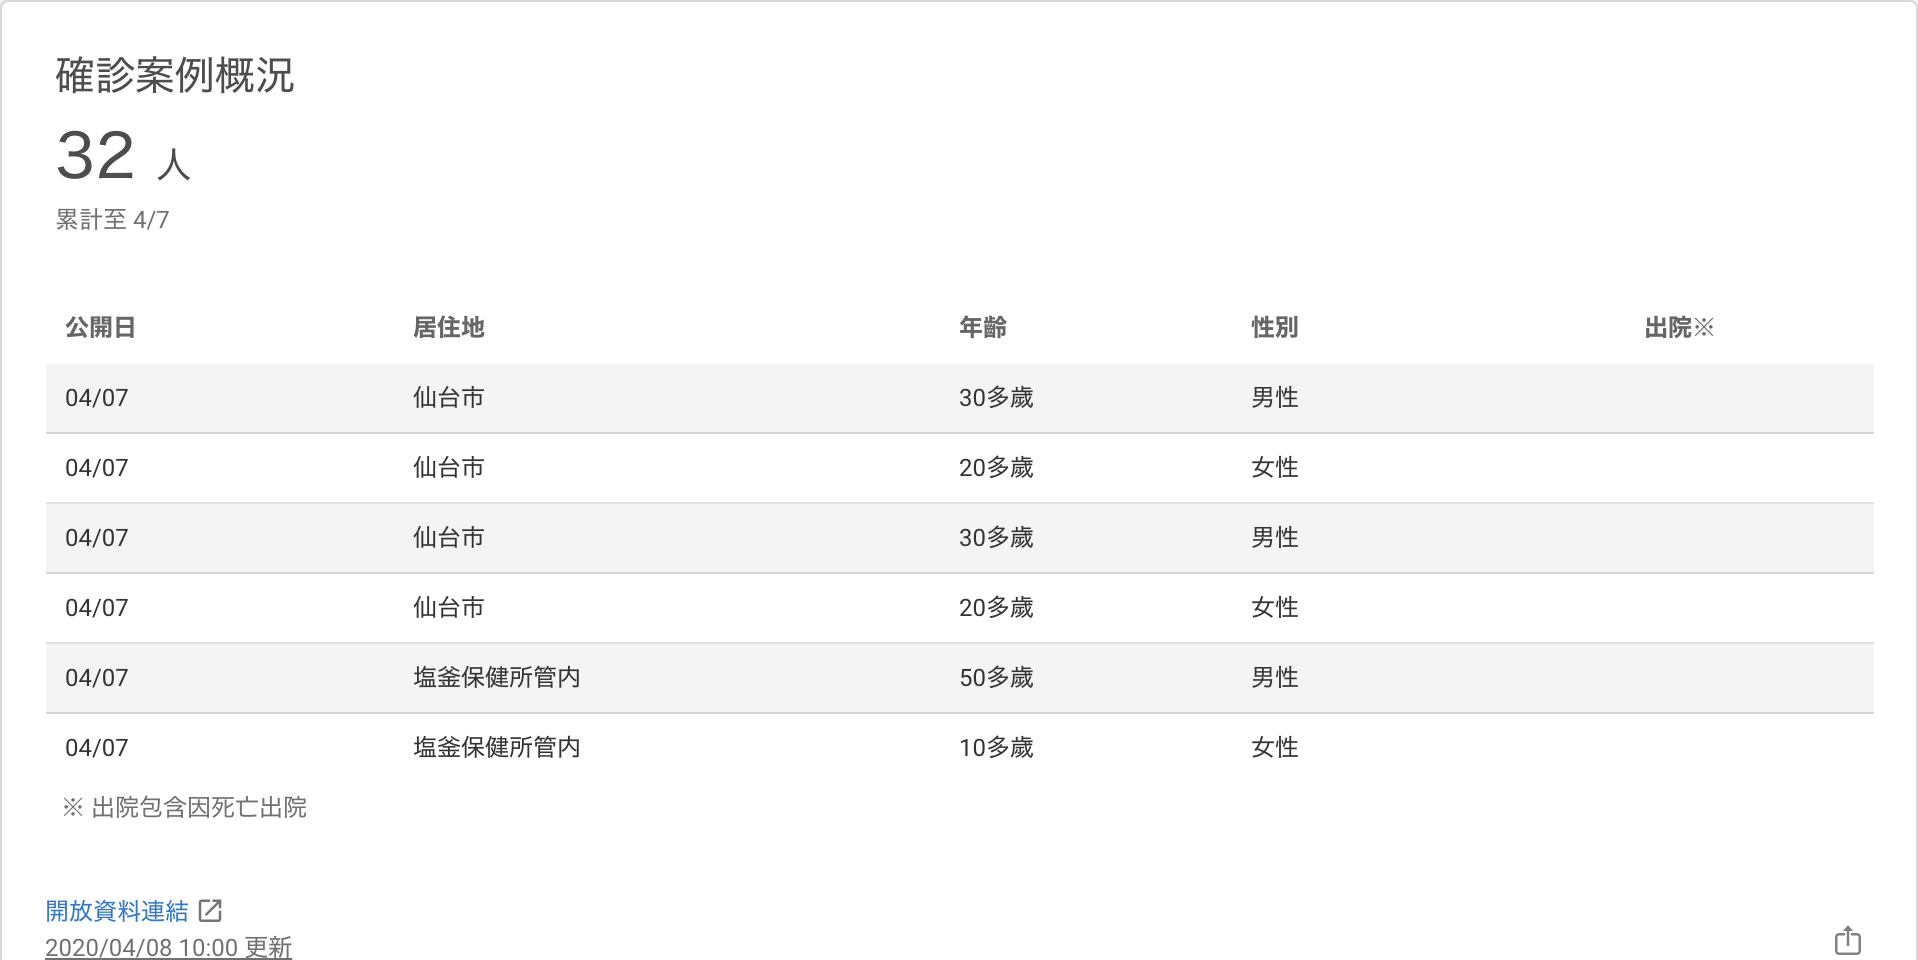 確診案例概況
32 人
累計至 4/7
公開日 居住地 年齡 性別 出院※
04/07 仙台市 30多歲 男性
04/07 仙台市 20多歲 女性
04/07 仙台市 30多歲 男性
04/07 仙台市 20多歲 女性
04/07 塩釜保健所管内 50多歲 男性
04/07 塩釜保健所管内 10多歲 女性
※ 出院包含因死亡出院
開放資料連結
2020/04/08 10:00 更新